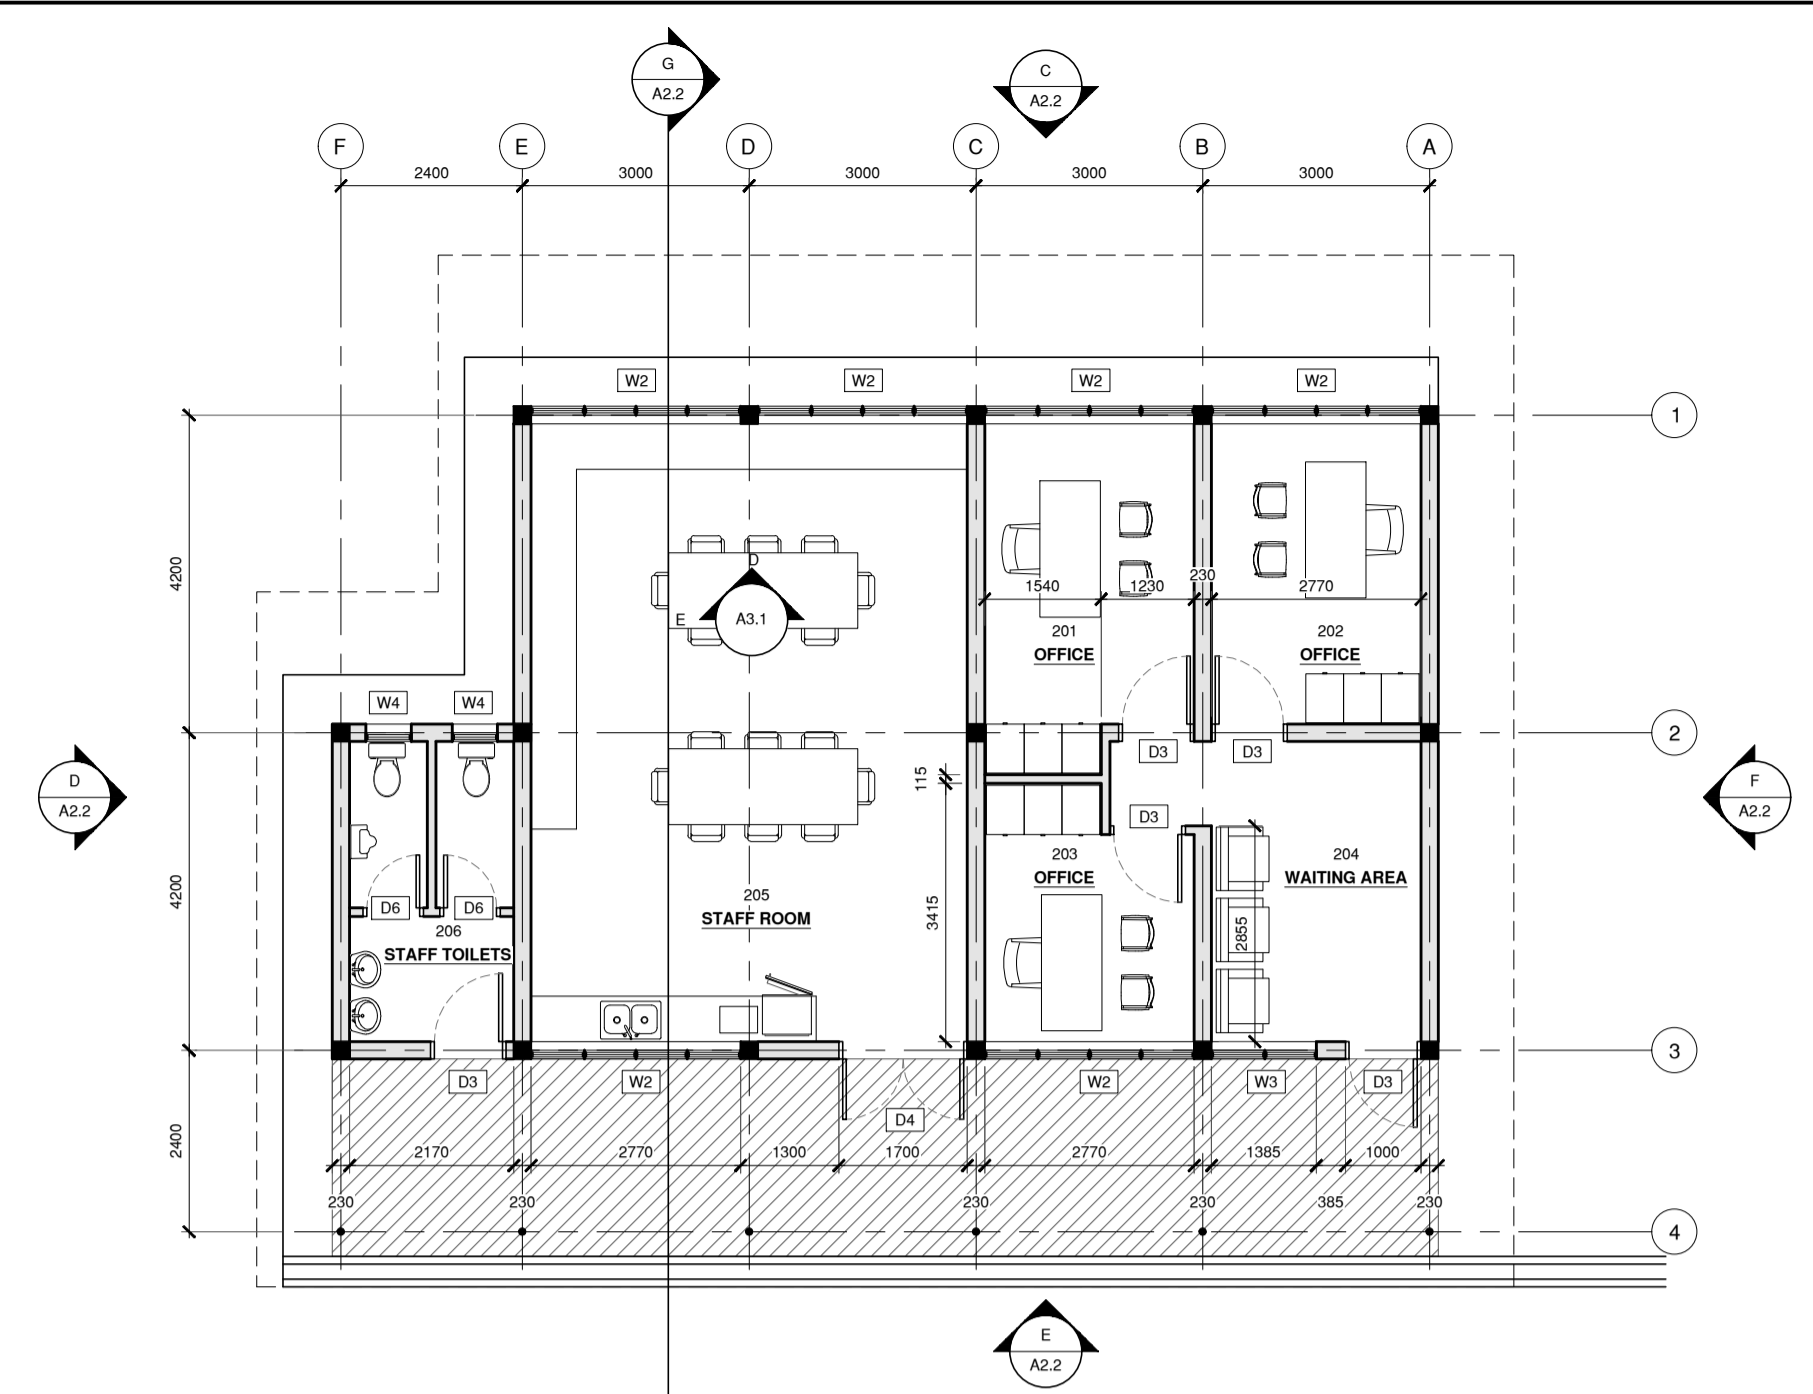 G
A2.2
C
A2.2
F
E
D
C
B
A
2400
3000
3000
3000
3000
W2
W2
W2
W2
1
4200
D
E
A3.1
1540
1230
230
2770
201
OFFICE
202
OFFICE
W4
W4
2
D3
D3
D
A2.2
115
F
A2.2
D3
4200
203
OFFICE
204
WAITING AREA
205
STAFF ROOM
D6
D6
206
STAFF TOILETS
3415
2855
3
D3
W2
W2
W3
D3
D4
2400
2170
2770
1300
1700
2770
1385
1000
230
230
230
230
385
230
4
E
A2.2